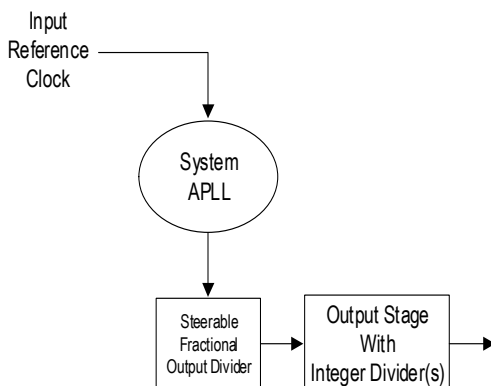 Input
Reference
Clock
System
APLL
Steerable
Fractional
Output Divider
Output Stage
With
Integer Divider(s)